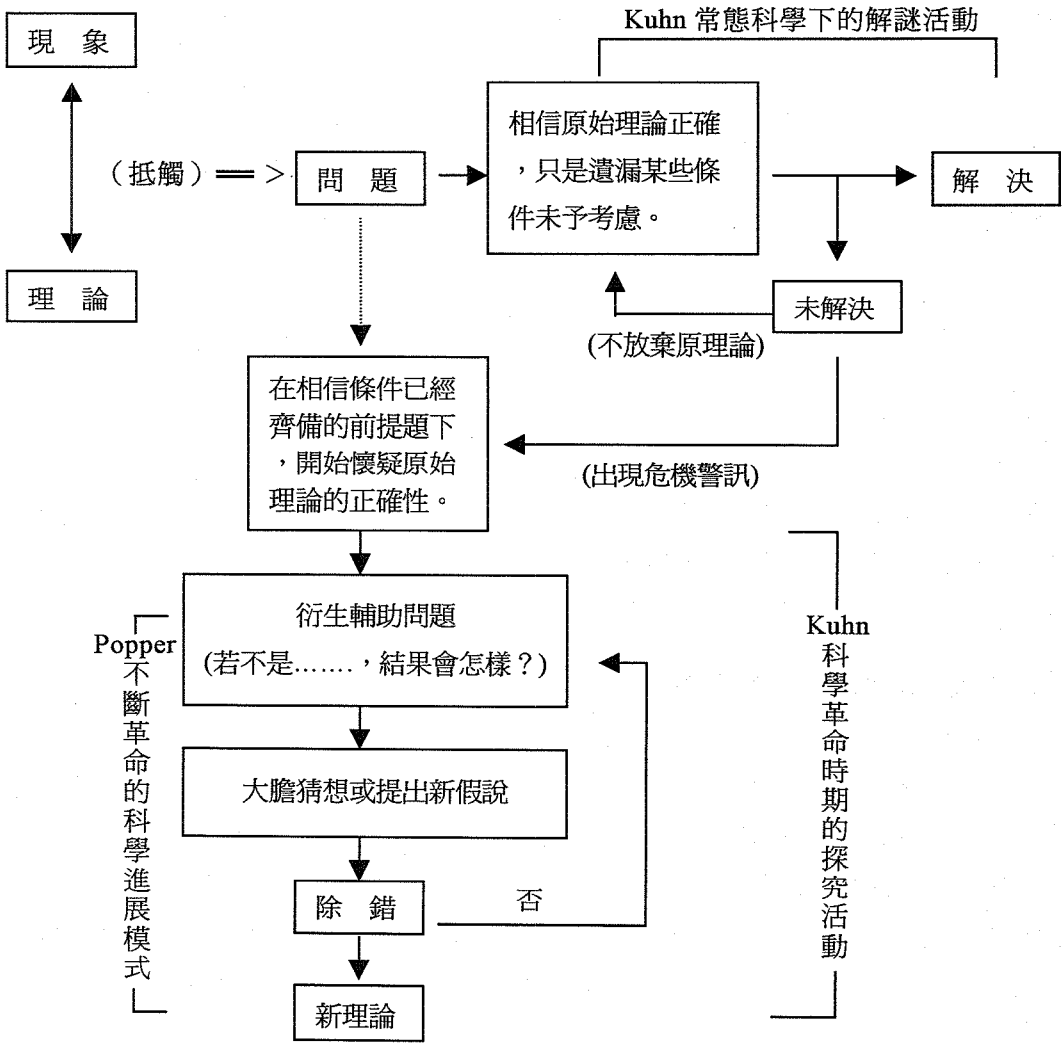 Kuhn 常態科學下的解謎活動
現 象
相信原始理論正確
，只是遺漏某些條
件未予考慮。
（抵觸）══ >
問 題
解 決
理 論
未解決
(不放棄原理論)
在相信條件已經
齊備的前提題下
，開始懷疑原始
理論的正確性。
(出現危機警訊)
衍生輔助問題
(若不是…….，結果會怎樣？)
Popper
不斷革命的科學進展模式
Kuhn
科學革命時期的探究活動
大膽猜想或提出新假說
除 錯
否
新理論